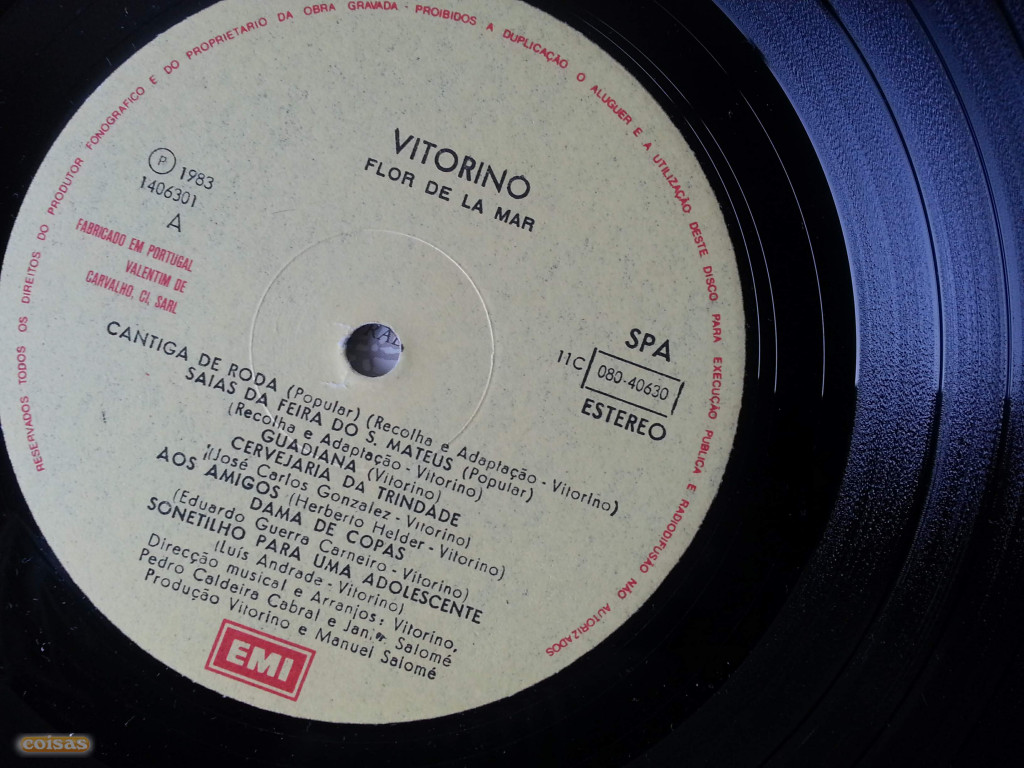 RESERVADOS TODOS OS DIREITOS DO PRODUTOR FONOGRAFICO E DO PROPRIETARIO DA OBRA GRAVADA · PROIBIDOS A DUPLICAÇÃO O ALUGUER E A UTILIZAÇÃO DESTE DISCO PARA EXECUÇÃO PUBLICA E RADIODIFUSÃO NÃO AUTORIZADOS
VITORINO
FLOR DE LA MAR
Ⓟ 1983
1406301
A
FABRICADO EM PORTUGAL
VALENTIM DE
CARVALHO, CI, SARL
SPA
11C 080-40630
ESTEREO
CANTIGA DE RODA (Popular) (Recolha e Adaptação - Vitorino)
SAIAS DA FEIRA DO S. MATEUS (Popular)
(Recolha e Adaptação - Vitorino)
GUADIANA (Vitorino)
CERVEJARIA DA TRINDADE
(José Carlos Gonzalez - Vitorino)
AOS AMIGOS (Herberto Helder - Vitorino)
DAMA DE COPAS
(Eduardo Guerra Carneiro - Vitorino)
SONETILHO PARA UMA ADOLESCENTE
(Luís Andrade - Vitorino)
Direcção musical e Arranjos: Vitorino,
Pedro Caldeira Cabral e Salomé
Produção Vitorino e Manuel Salomé
EMI
coisas